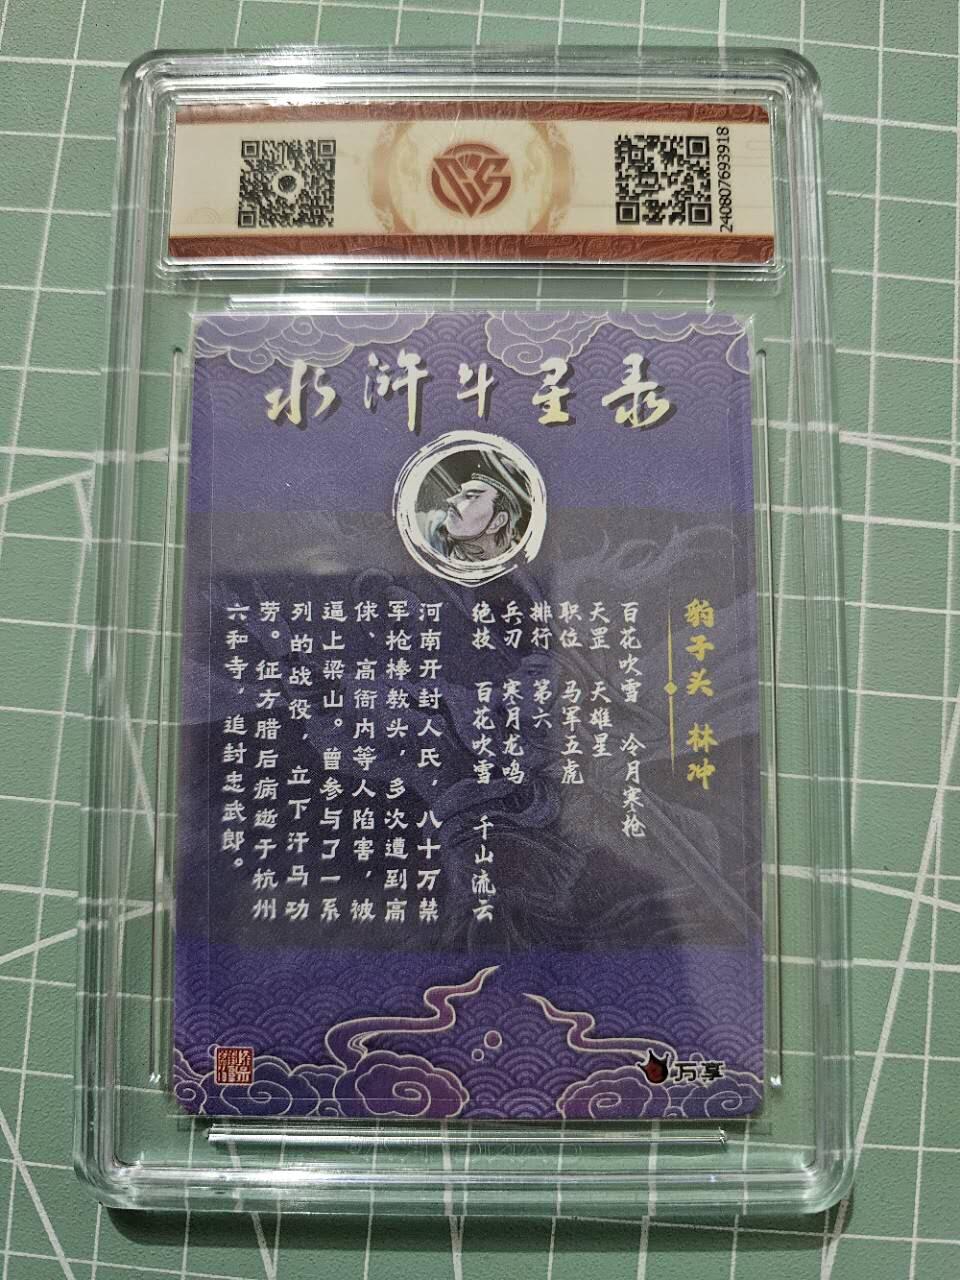 240807693918
水浒斗星录
豹子头 林冲
百花吹雪 冷月寒枪
天罡 天雄星
职位 马军五虎
排行 第六
兵刃 寒月龙鸣
绝技 百花吹雪 千山流云
河南开封人氏，八十万禁
军枪棒教头，多次遭到高
俅、高衙内等人陷害，被
逼上梁山。曾参与了一系
列的战役，立下汗马功
劳。征方腊后病逝于杭州
六和寺，追封忠武郎。
万享